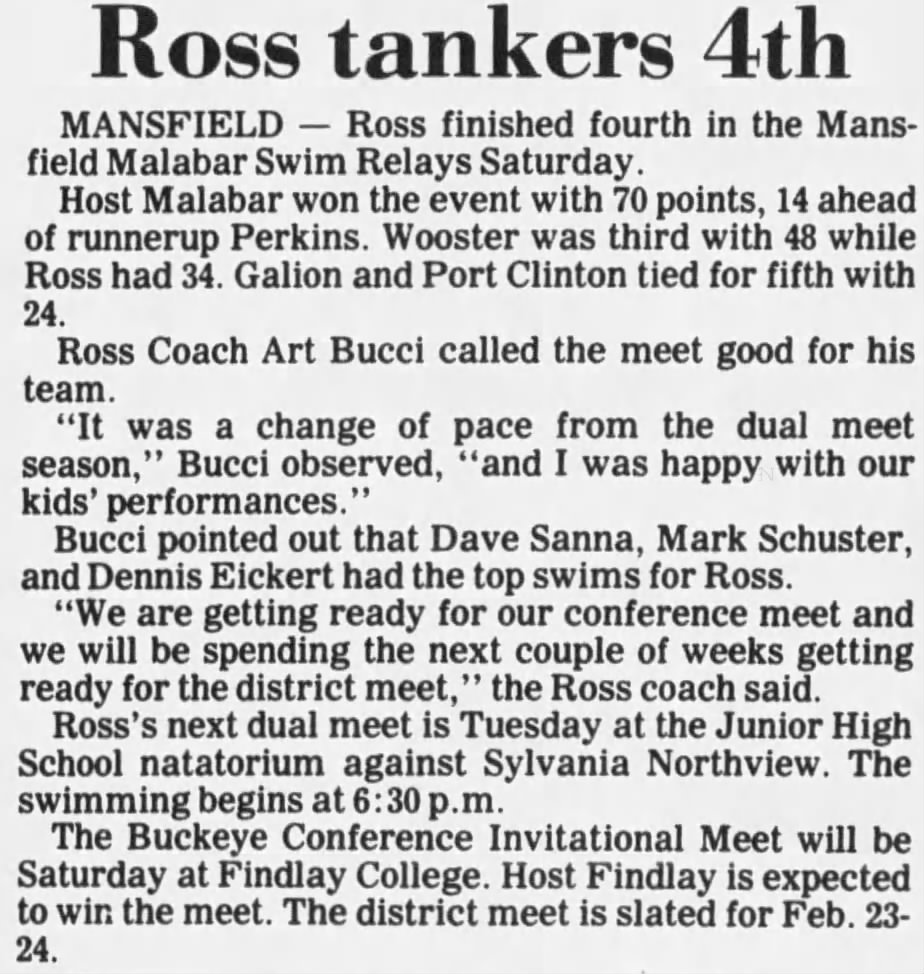 Ross tankers 4th
MANSFIELD — Ross finished fourth in the Mans-
field Malabar Swim Relays Saturday.
Host Malabar won the event with 70 points, 14 ahead
of runnerup Perkins. Wooster was third with 48 while
Ross had 34. Galion and Port Clinton tied for fifth with
24.
Ross Coach Art Bucci called the meet good for his
team.
"It was a change of pace from the dual meet
season," Bucci observed, "and I was happy with our
kids' performances."
Bucci pointed out that Dave Sanna, Mark Schuster,
and Dennis Eickert had the top swims for Ross.
"We are getting ready for our conference meet and
we will be spending the next couple of weeks getting
ready for the district meet," the Ross coach said.
Ross's next dual meet is Tuesday at the Junior High
School natatorium against Sylvania Northview. The
swimming begins at 6:30 p.m.
The Buckeye Conference Invitational Meet will be
Saturday at Findlay College. Host Findlay is expected
to win the meet. The district meet is slated for Feb. 23-
24.